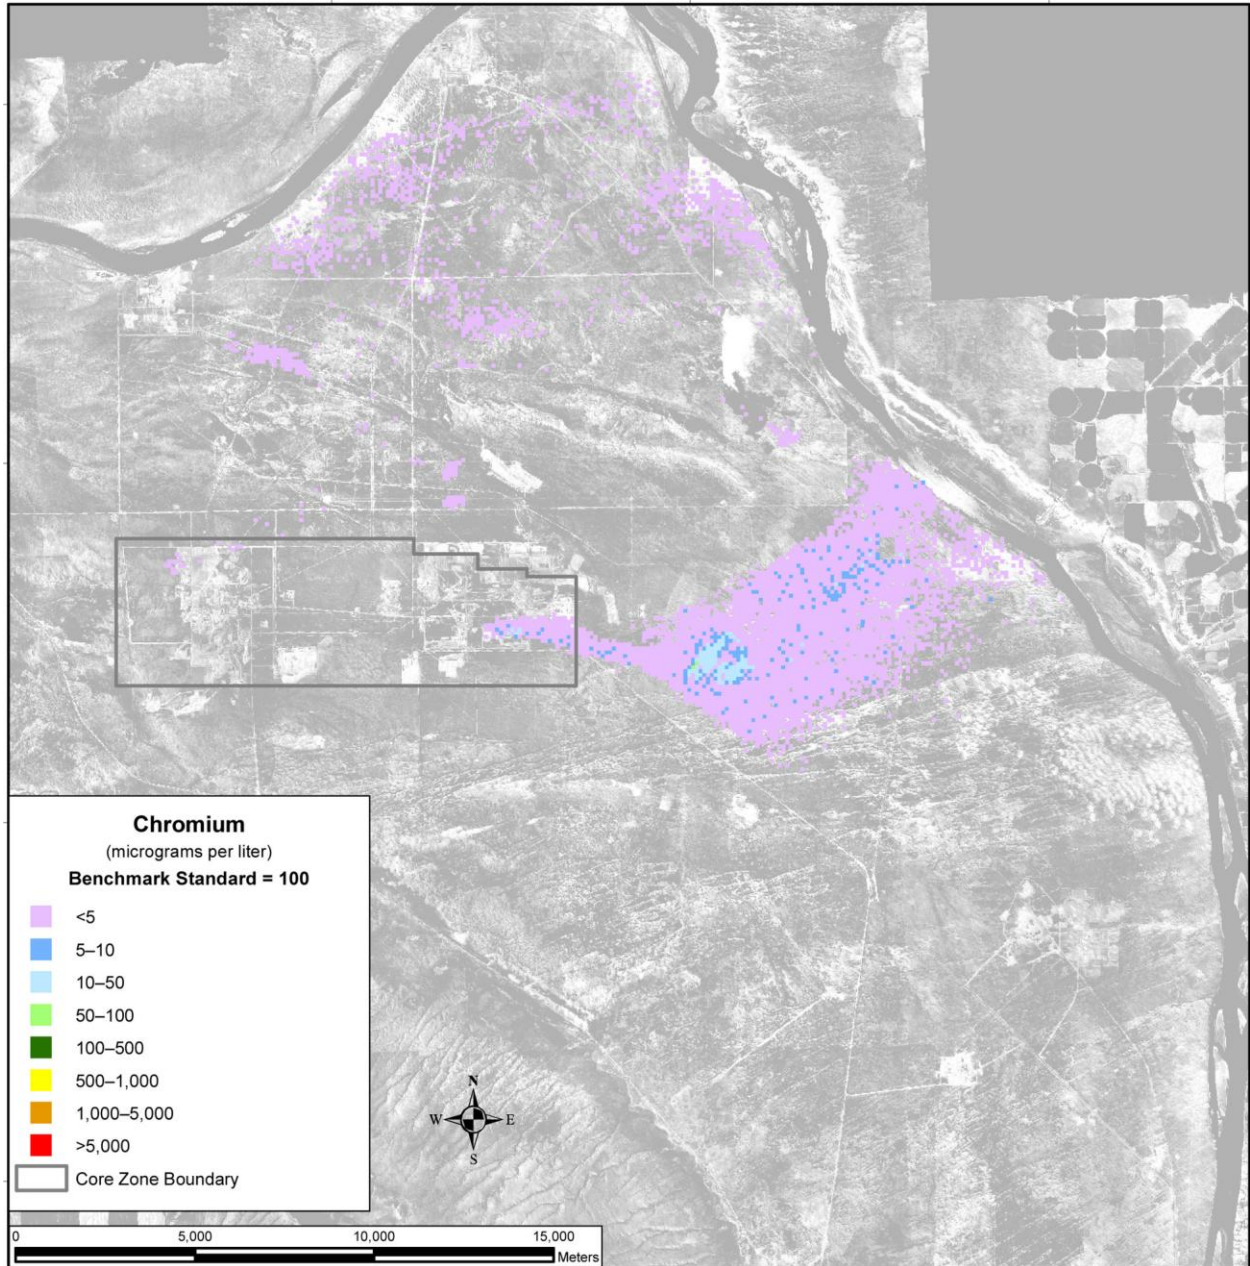 Chromium
(micrograms per liter)
Benchmark Standard = 100
<5
5–10
10–50
50–100
100–500
500–1,000
1,000–5,000
>5,000
Core Zone Boundary
N
W E
S
0 5,000 10,000 15,000
Meters